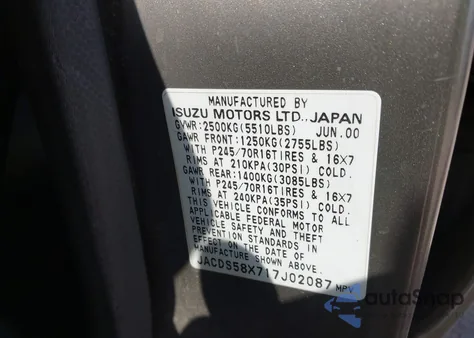 MANUFACTURED BY
ISUZU MOTORS LTD., JAPAN
GVWR:2500KG(5510LBS) JUN.00
GAWR FRONT:1250KG(2755LBS)
WITH P245/70R16TIRES & 16X7
RIMS AT 210KPA(30PSI) COLD.
GAWR REAR:1400KG(3085LBS)
WITH P245/70R16TIRES & 16X7
RIMS AT 240KPA(35PSI) COLD.
THIS VEHICLE CONFORMS TO ALL
APPLICABLE FEDERAL MOTOR
VEHICLE SAFETY AND THEFT
PREVENTION STANDARDS IN
EFFECT ON THE DATE OF
MANUFACTURE SHOWN ABOVE.
JACDS58X717J02087 MPV
autoSnap